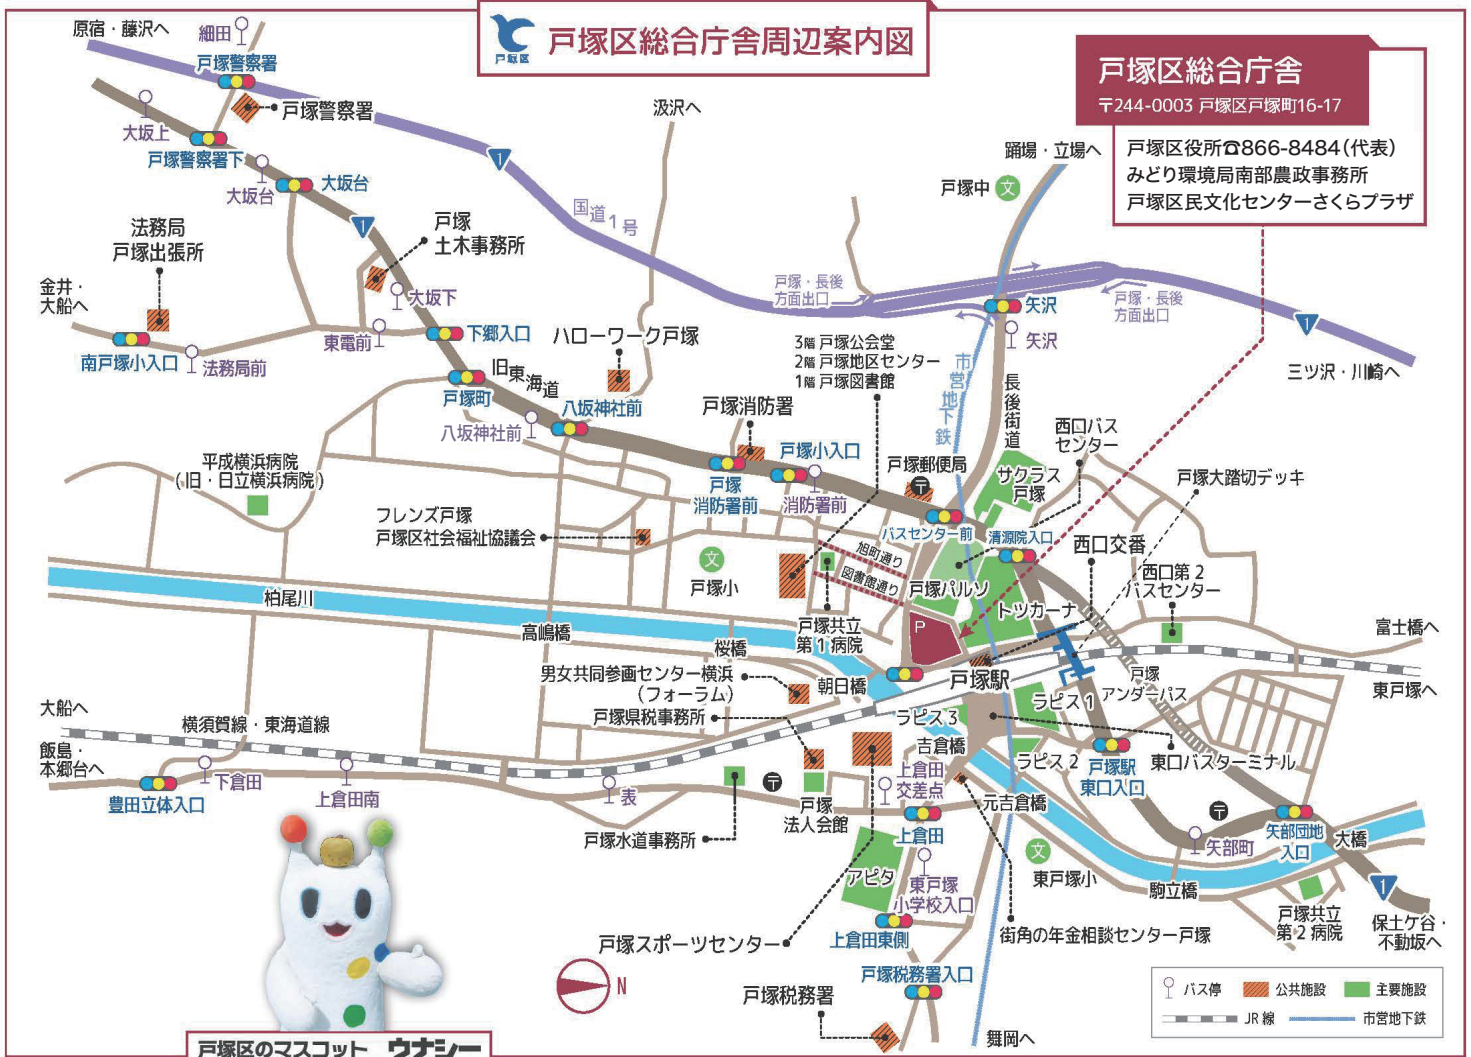 戸塚区総合庁舎周辺案内図
戸塚区
戸塚区総合庁舎
〒244-0003 戸塚区戸塚町16-17
戸塚区役所☎866-8484(代表)
みどり環境局南部農政事務所
戸塚区民文化センターさくらプラザ
原宿・藤沢へ
細田
戸塚警察署
戸塚警察署
大坂上
戸塚警察署下
大坂台
大坂台
1
1
国道1号
汲沢へ
踊場・立場へ
戸塚中
文
法務局
戸塚出張所
戸塚
土木事務所
金井・
大船へ
大坂下
東電前
下郷入口
南戸塚小入口
法務局前
戸塚・長後
方面出口
戸塚・長後
方面出口
矢沢
矢沢
1
三ツ沢・川崎へ
ハローワーク戸塚
旧東海道
戸塚町
八坂神社前
八坂神社前
3階 戸塚公会堂
2階 戸塚地区センター
1階 戸塚図書館
市営地下鉄
長後街道
戸塚消防署
戸塚小入口
戸塚
消防署前
消防署前
戸塚郵便局
〒
サクラス
戸塚
西口バス
センター
戸塚大踏切デッキ
平成横浜病院
(旧・日立横浜病院)
フレンズ戸塚
戸塚区社会福祉協議会
文
戸塚小
バスセンター前
清源院入口
西口交番
旭町通り
図書館通り
戸塚パルソ
トツカーナ
西口第2
バスセンター
柏尾川
高嶋橋
桜橋
戸塚共立
第1病院
P
戸塚駅
富士橋へ
東戸塚へ
男女共同参画センター横浜
(フォーラム)
朝日橋
戸塚県税事務所
ラピス1
戸塚
アンダーパス
ラピス3
大船へ
横須賀線・東海道線
飯島・
本郷台へ
豊田立体入口
下倉田
上倉田南
表
〒
戸塚
法人会館
戸塚水道事務所
吉倉橋
上倉田
交差点
上倉田
ラピス2
戸塚駅
東口入口
東口バスターミナル
元吉倉橋
〒
矢部町
矢部団地
入口
大橋
文
東戸塚小
駒立橋
1
戸塚共立
第2病院
保土ケ谷・
不動坂へ
アピタ
東戸塚
小学校入口
上倉田東側
戸塚スポーツセンター
街角の年金相談センター戸塚
戸塚税務署入口
戸塚税務署
舞岡へ
N
バス停
公共施設
主要施設
JR線
市営地下鉄
戸塚区のマスコット ウナシー